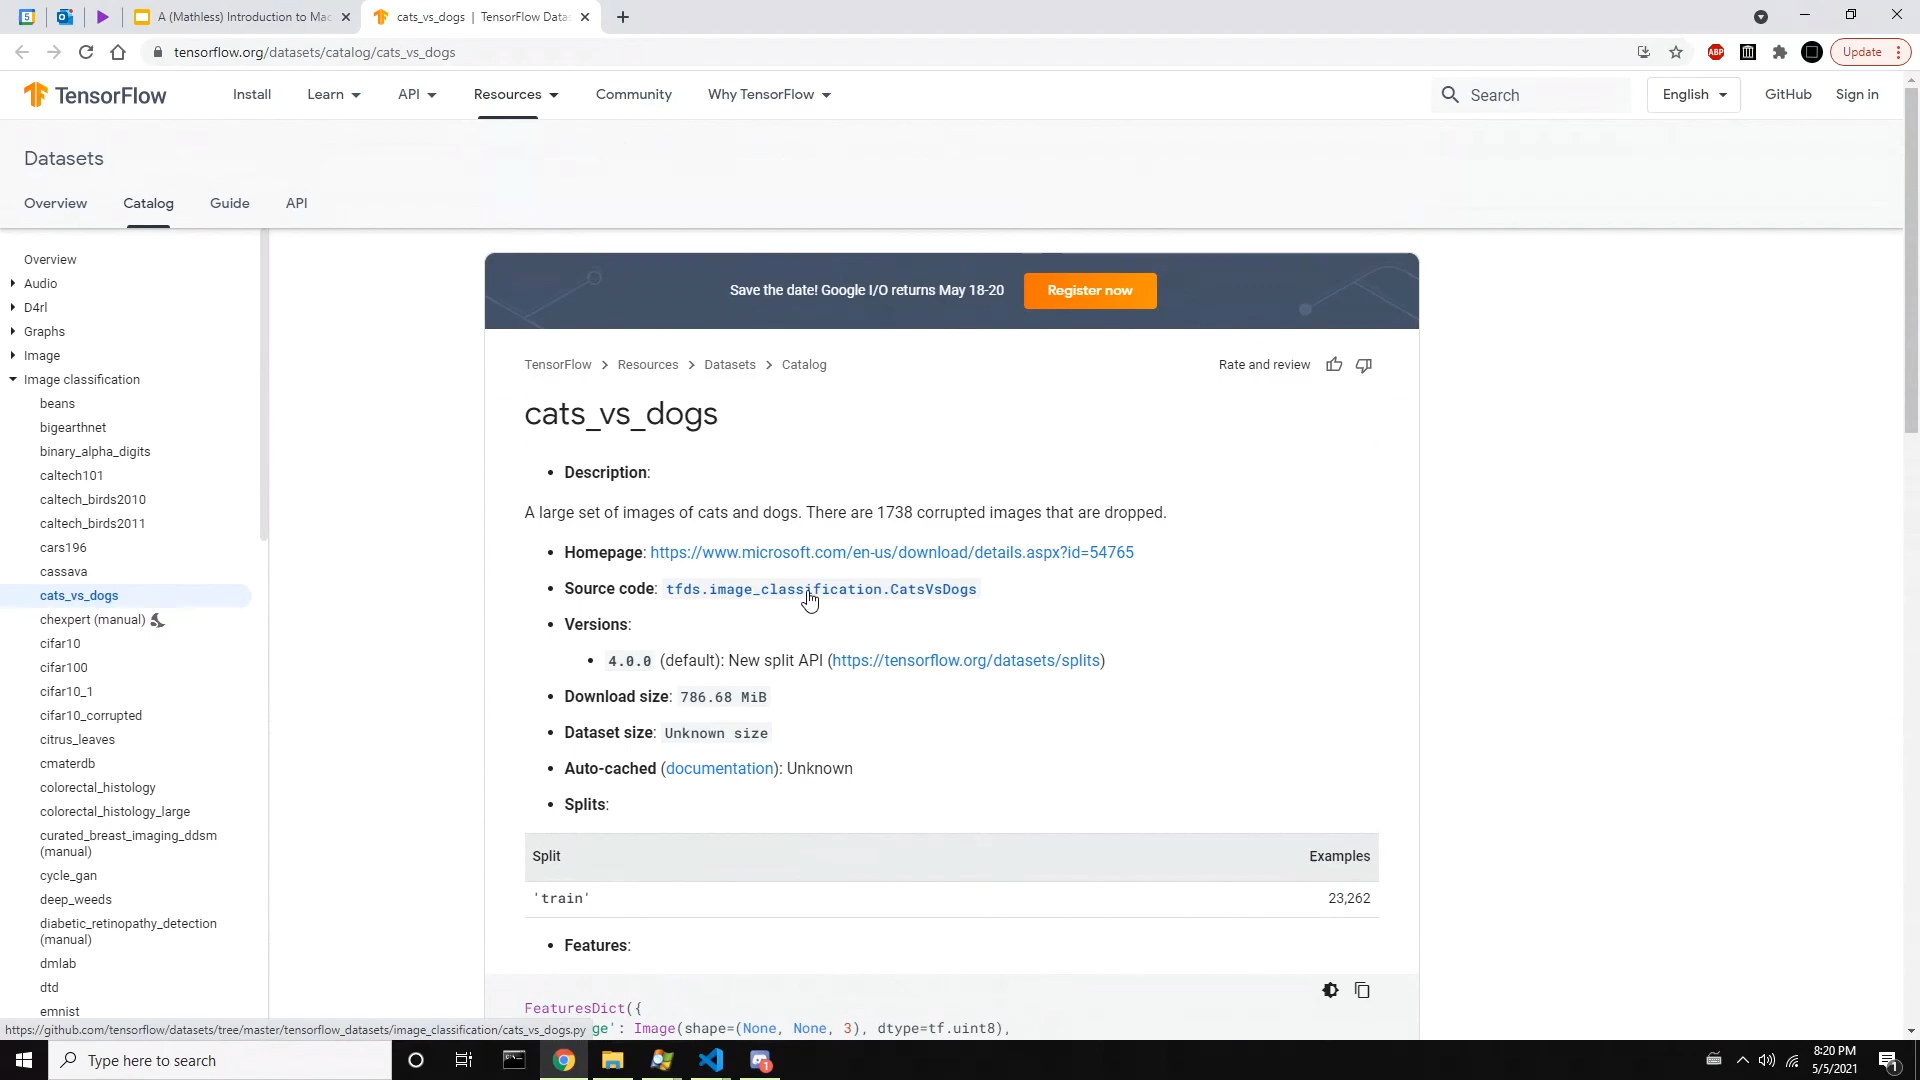 A (Mathless) Introduction to Mac
cats_vs_dogs | TensorFlow Datas
tensorflow.org/datasets/catalog/cats_vs_dogs
ABP
Update
TensorFlow
Install
Learn
API
Resources
Community
Why TensorFlow
Search
English
GitHub
Sign in
Datasets
Overview
Catalog
Guide
API
Overview
Audio
D4rl
Graphs
Image
Image classification
beans
bigearthnet
binary_alpha_digits
caltech101
caltech_birds2010
caltech_birds2011
cars196
cassava
cats_vs_dogs
chexpert (manual)
cifar10
cifar100
cifar10_1
cifar10_corrupted
citrus_leaves
cmaterdb
colorectal_histology
colorectal_histology_large
curated_breast_imaging_ddsm
(manual)
cycle_gan
deep_weeds
diabetic_retinopathy_detection
(manual)
dmlab
dtd
emnist
Save the date! Google I/O returns May 18-20
Register now
TensorFlow > Resources > Datasets > Catalog
Rate and review
cats_vs_dogs
• Description:
A large set of images of cats and dogs. There are 1738 corrupted images that are dropped.
• Homepage: https://www.microsoft.com/en-us/download/details.aspx?id=54765
• Source code: tfds.image_classification.CatsVsDogs
• Versions:
• 4.0.0 (default): New split API (https://tensorflow.org/datasets/splits)
• Download size: 786.68 MiB
• Dataset size: Unknown size
• Auto-cached (documentation): Unknown
• Splits:
Split Examples
'train' 23,262
• Features:
FeaturesDict({
ge': Image(shape=(None, None, 3), dtype=tf.uint8),
https://github.com/tensorflow/datasets/tree/master/tensorflow_datasets/image_classification/cats_vs_dogs.py
Type here to search
1
8:20 PM
5/5/2021
1